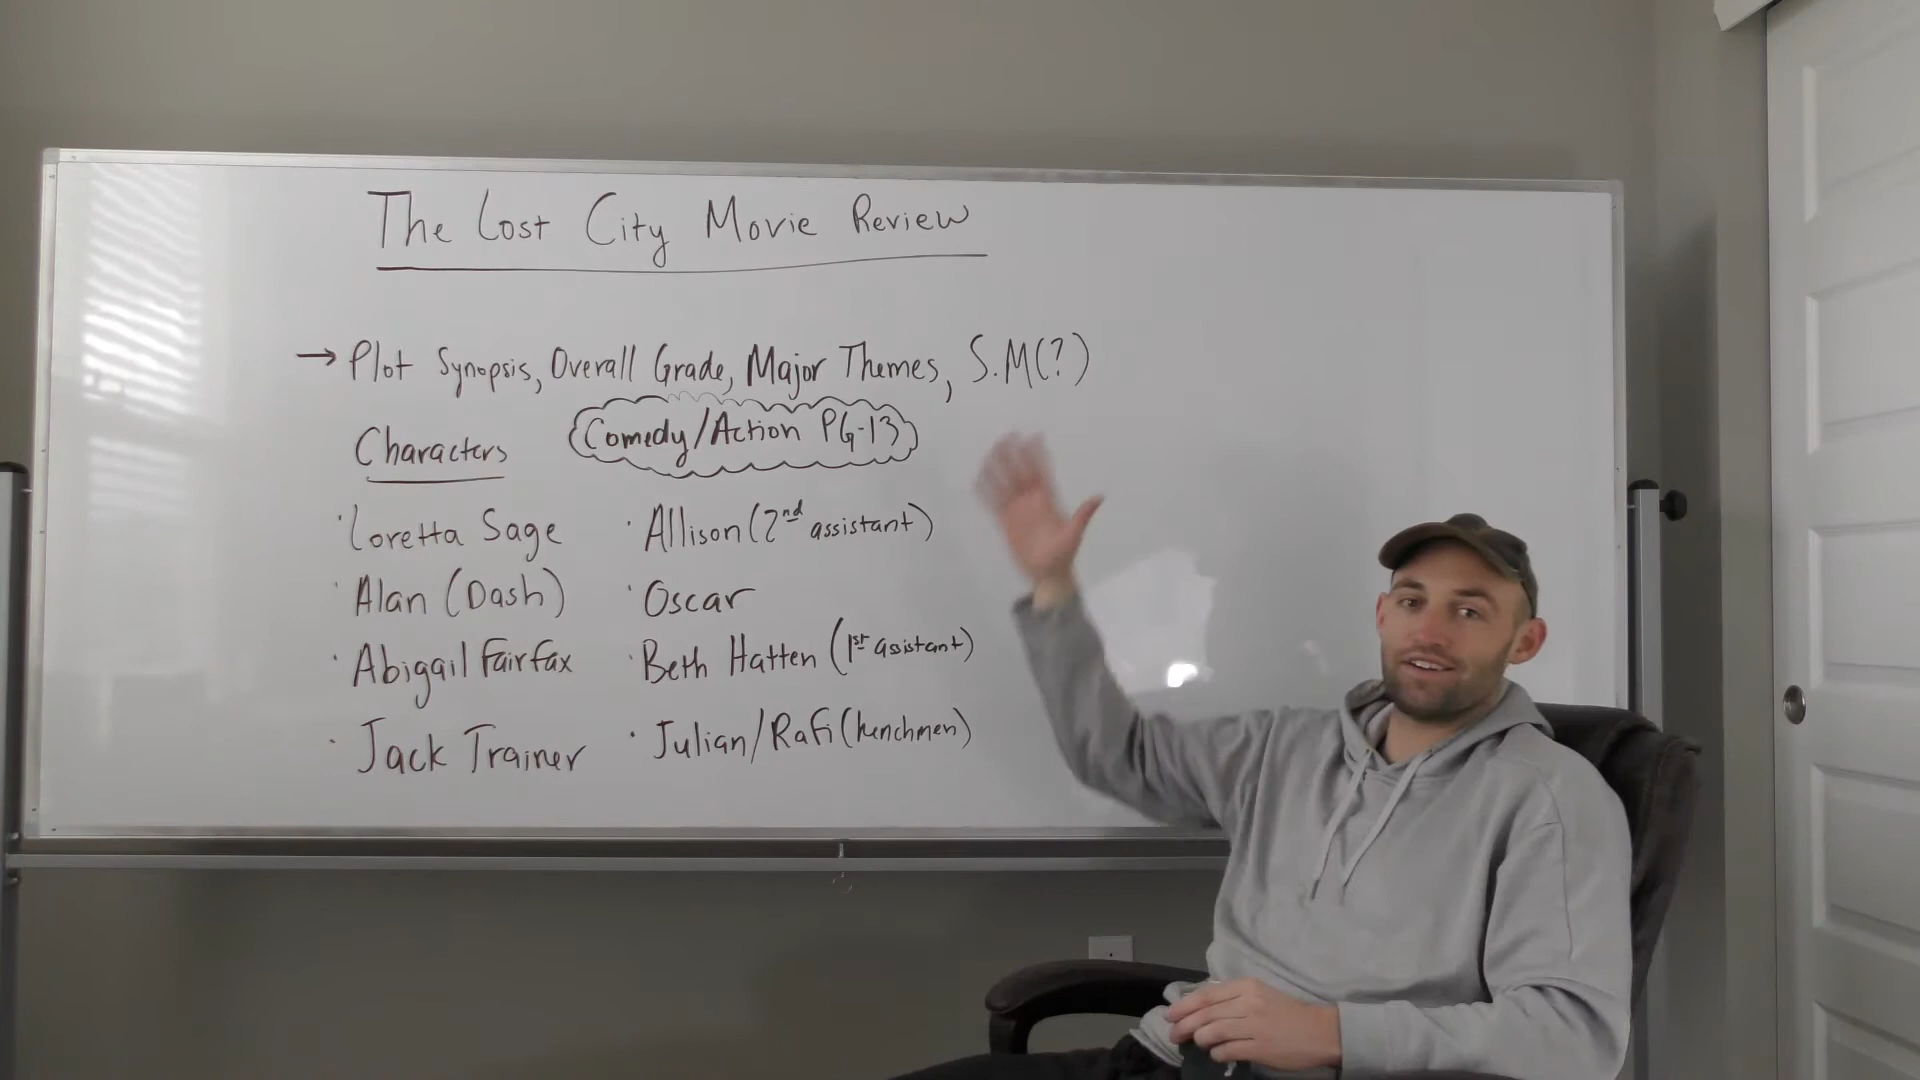 The Lost City Movie Review
→ Plot Synopsis, Overall Grade, Major Themes, S.M(?)
Characters
Comedy/Action PG-13
· Loretta Sage
· Alan (Dash)
· Abigail Fairfax
· Jack Trainer
· Allison (2nd assistant)
· Oscar
· Beth Hatten (1st assistant)
· Julian/Rafi (henchmen)